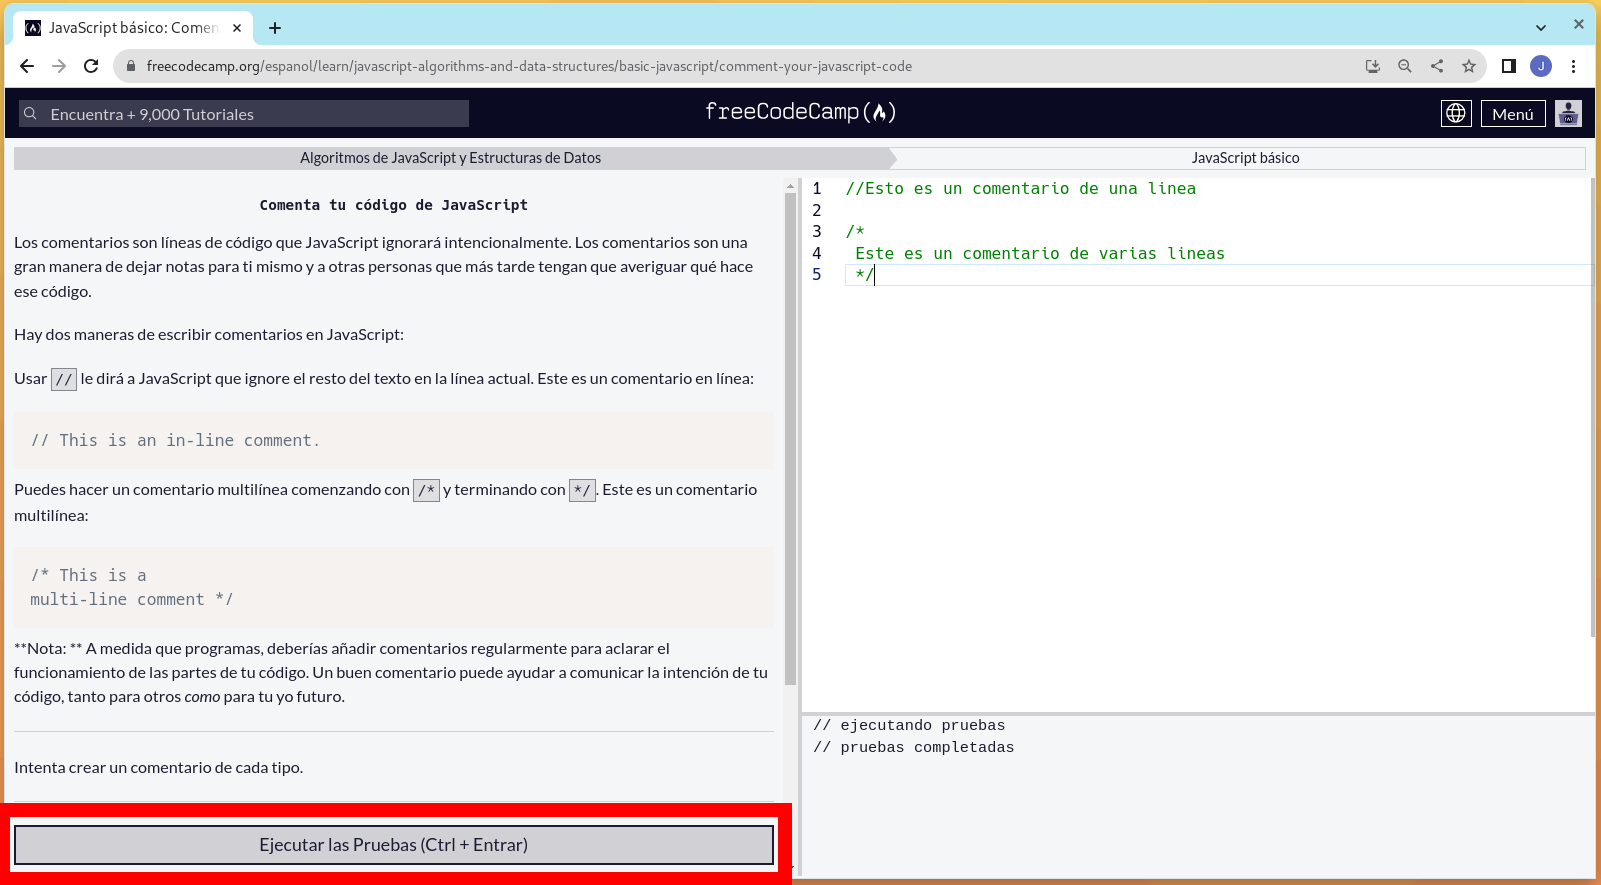 JavaScript básico: Comen
freecodecamp.org/espanol/learn/javascript-algorithms-and-data-structures/basic-javascript/comment-your-javascript-code
J
Encuentra + 9,000 Tutoriales
freeCodeCamp(🔥)
Menú
Algoritmos de JavaScript y Estructuras de Datos
JavaScript básico
Comenta tu código de JavaScript
Los comentarios son líneas de código que JavaScript ignorará intencionalmente. Los comentarios son una
gran manera de dejar notas para ti mismo y a otras personas que más tarde tengan que averiguar qué hace
ese código.
Hay dos maneras de escribir comentarios en JavaScript:
Usar // le dirá a JavaScript que ignore el resto del texto en la línea actual. Este es un comentario en línea:
// This is an in-line comment.
Puedes hacer un comentario multilínea comenzando con /* y terminando con */. Este es un comentario
multilínea:
/* This is a
multi-line comment */
**Nota: ** A medida que programas, deberías añadir comentarios regularmente para aclarar el
funcionamiento de las partes de tu código. Un buen comentario puede ayudar a comunicar la intención de tu
código, tanto para otros como para tu yo futuro.
Intenta crear un comentario de cada tipo.
Ejecutar las Pruebas (Ctrl + Entrar)
1 //Esto es un comentario de una linea
2
3 /*
4 Este es un comentario de varias lineas
5 */
// ejecutando pruebas
// pruebas completadas